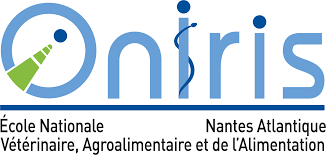 Oniris
École Nationale Nantes Atlantique
Vétérinaire, Agroalimentaire et de l'Alimentation